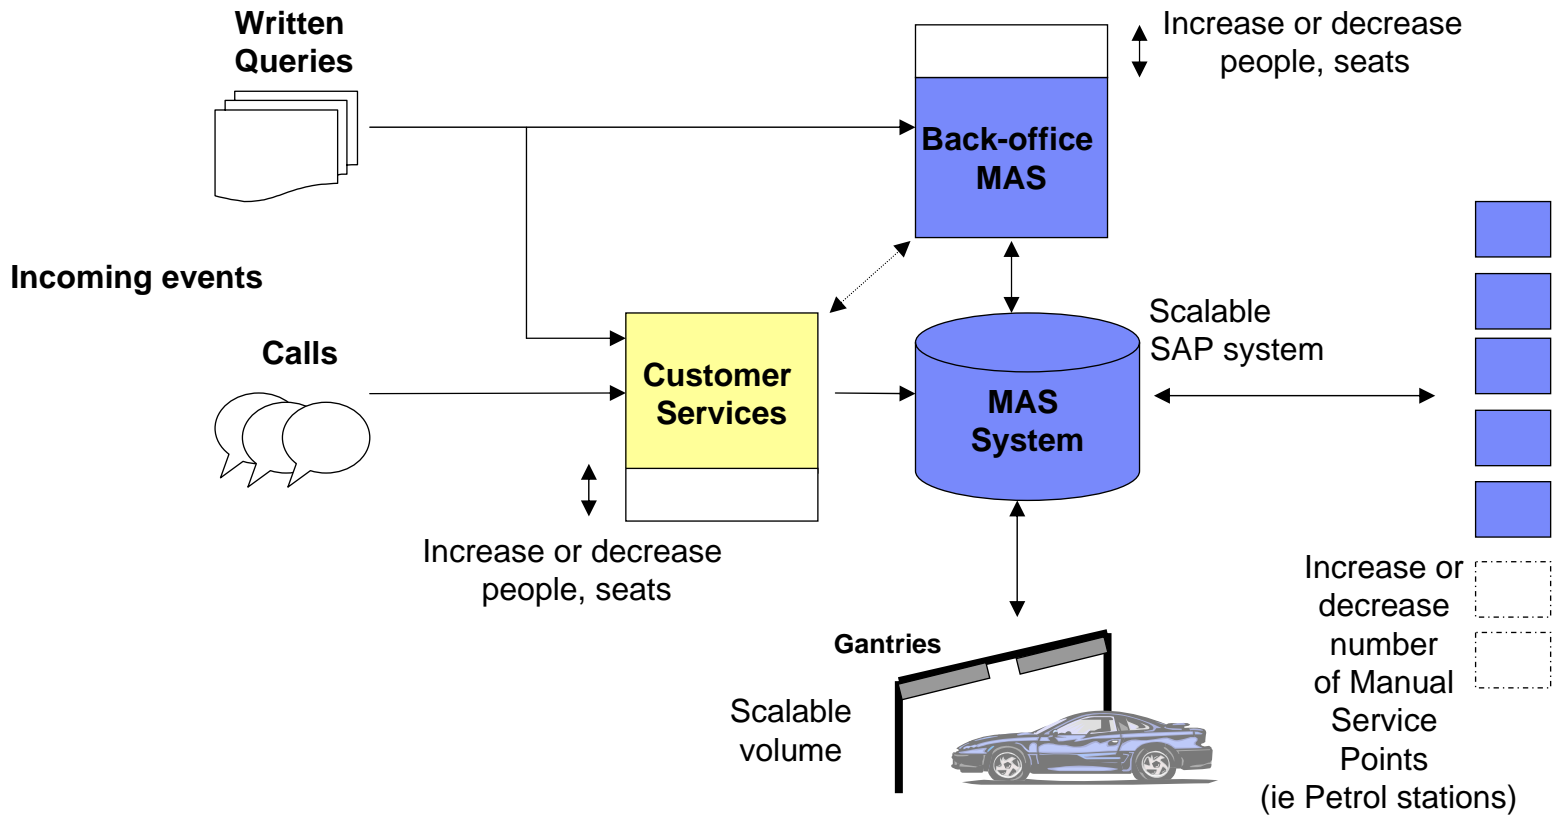 Written
Queries
Increase or decrease
people, seats
Back-office
MAS
Incoming events
Calls
Customer
Services
Scalable
SAP system
MAS
System
Increase or decrease
people, seats
Gantries
Scalable
volume
Increase or
decrease
number
of Manual
Service
Points
(ie Petrol stations)